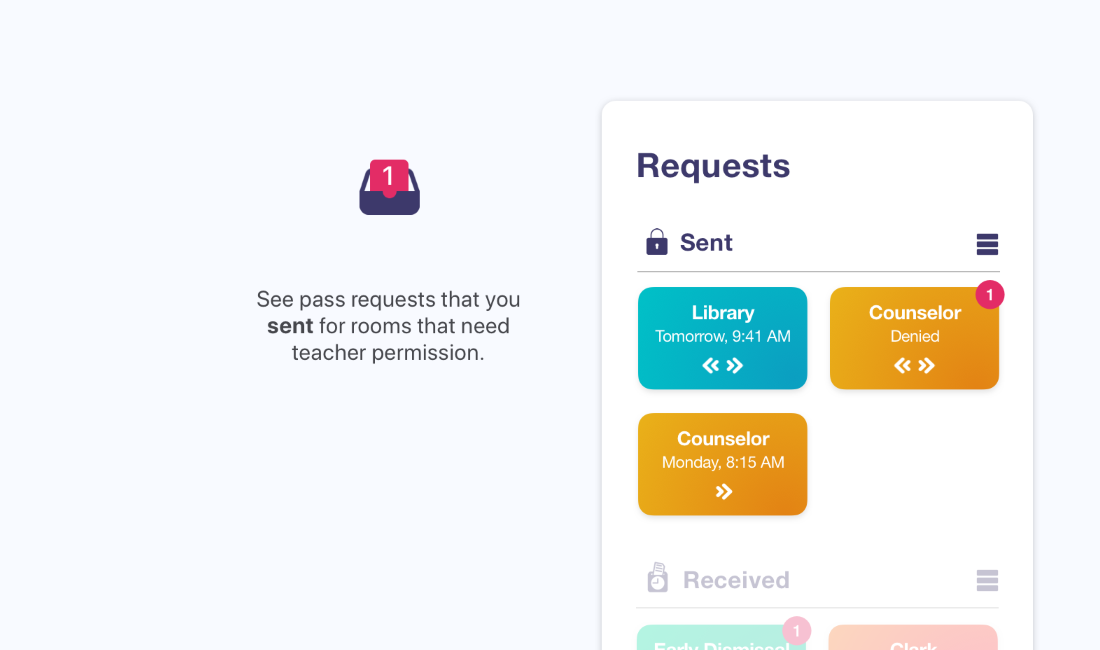 1
See pass requests that you
sent for rooms that need
teacher permission.
Requests
Sent
Library
Tomorrow, 9:41 AM
1
Counselor
Denied
Counselor
Monday, 8:15 AM
Received
1
Early Dismissal
Clerk